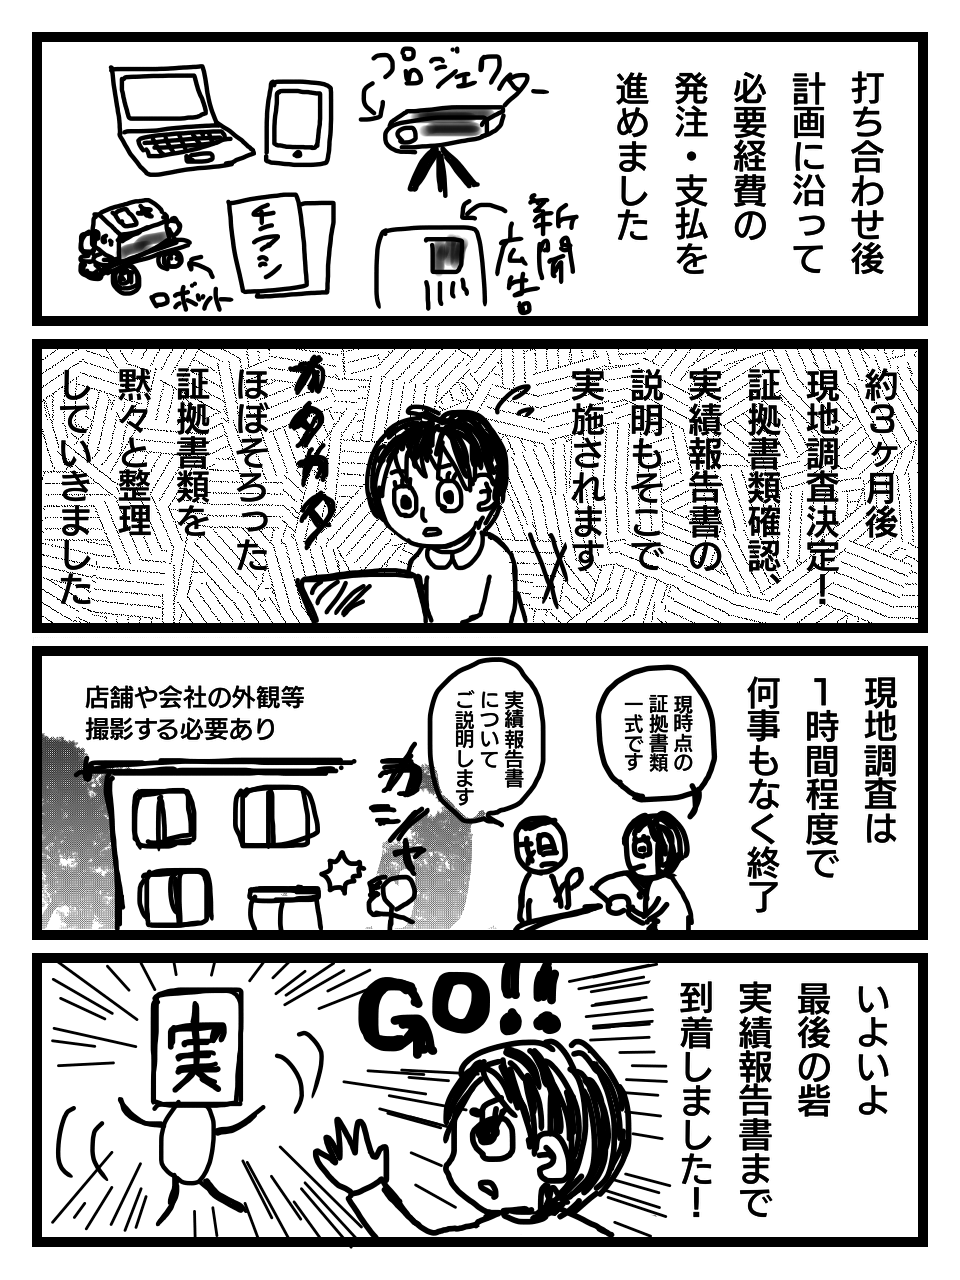 打ち合わせ後
計画に沿って
必要経費の
発注・支払を
進めました
プロジェクター
新聞
広告
チラシ
ロボット
約3ヶ月後
現地調査決定！
証拠書類確認、
実績報告書の
説明もそこで
実施されます
カタカタ
ほぼそろった
証拠書類を
黙々と整理
していきました
現地調査は
1時間程度で
何事もなく終了
現時点の
証拠書類
一式です
実績報告書
について
ご説明します
担
店舗や会社の外観等
撮影する必要あり
カシャ
いよいよ
最後の砦
実績報告書まで
到着しました！
GO!!
実